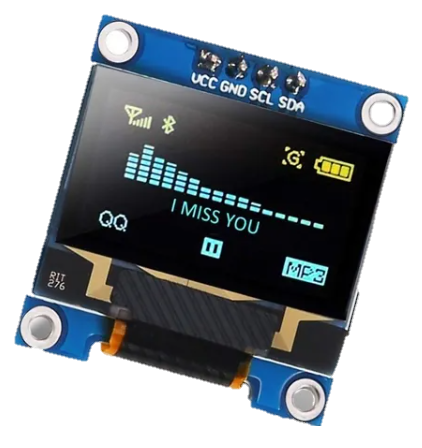 VCC GND SCL SDA
G
I MISS YOU
QQ
MP3
RIT
276